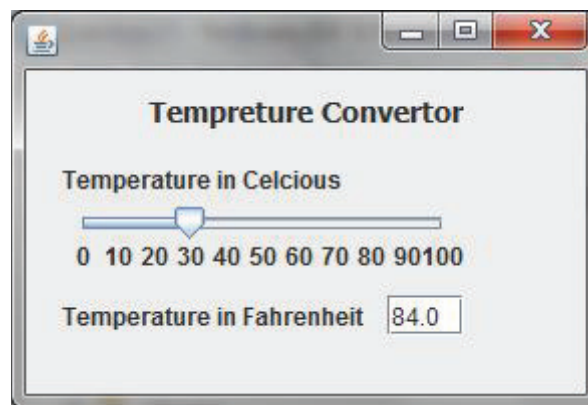 Tempreture Convertor
Temperature in Celcious
0 10 20 30 40 50 60 70 80 90100
Temperature in Fahrenheit 84.0